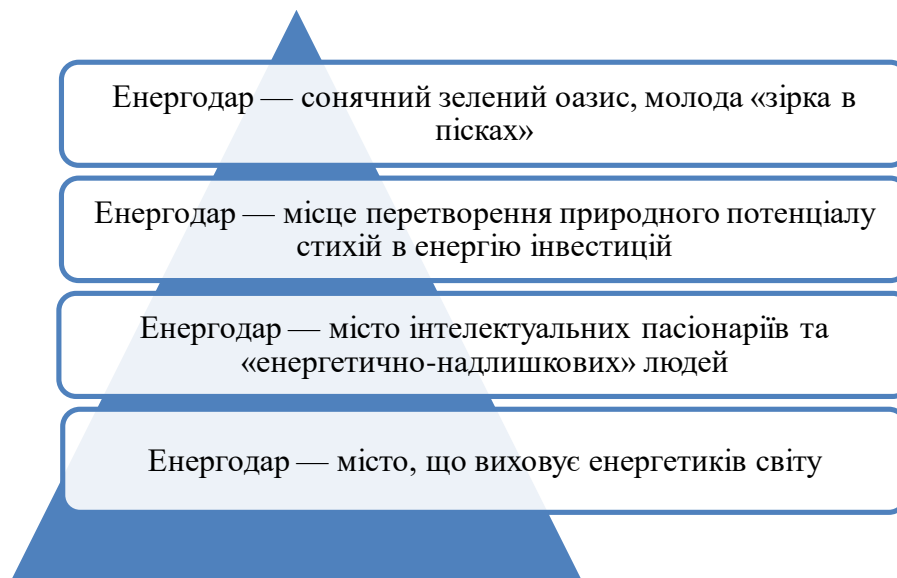 Енергодар — сонячний зелений оазис, молода «зірка в
пісках»
Енергодар — місце перетворення природного потенціалу
стихій в енергію інвестицій
Енергодар — місто інтелектуальних пасіонаріїв та
«енергетично-надлишкових» людей
Енергодар — місто, що виховує енергетиків світу